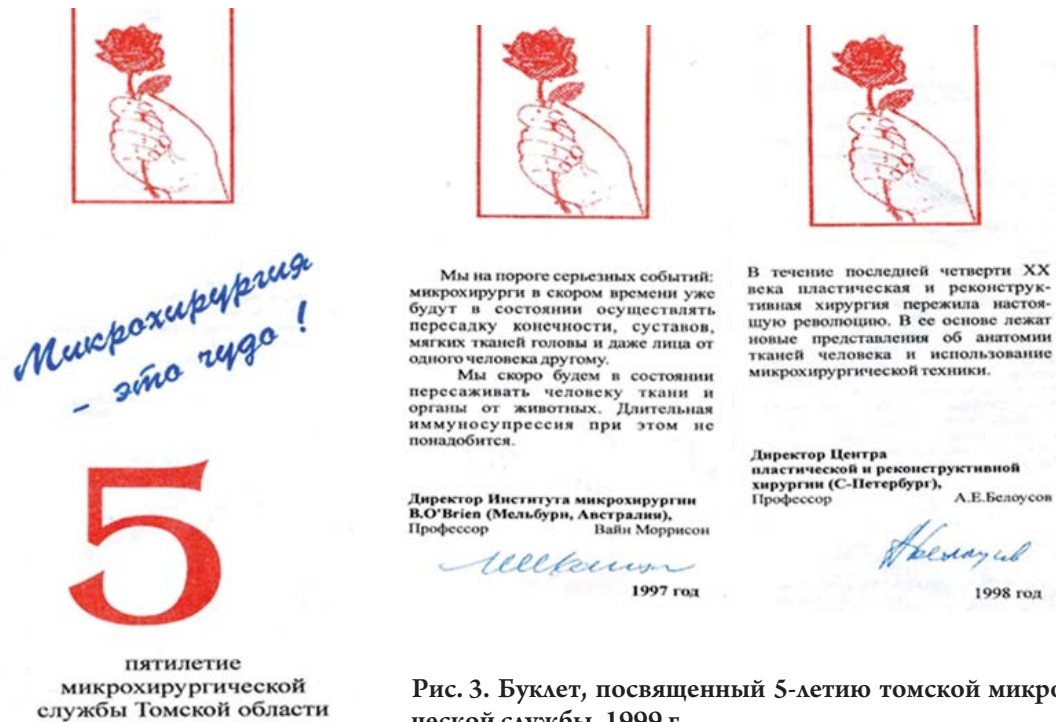 Микрохирургия
– это чудо !
5
пятилетие
микрохирургической
службы Томской области
Мы на пороге серьезных событий:
микрохирурги в скором времени уже
будут в состоянии осуществлять
пересадку конечности, суставов,
мягких тканей головы и даже лица от
одного человека другому.
Мы скоро будем в состоянии
пересаживать человеку ткани и
органы от животных. Длительная
иммуносупрессия при этом не
понадобится.
Директор Института микрохирургии
B.O'Brien (Мельбурн, Австралия),
Профессор Вайн Моррисон
1997 год
В течение последней четверти XX
века пластическая и реконструк-
тивная хирургия пережила настоя-
щую революцию. В ее основе лежат
новые представления об анатомии
тканей человека и использование
микрохирургической техники.
Директор Центра
пластической и реконструктивной
хирургии (С-Петербург),
Профессор А.Е.Белоусов
1998 год
Рис. 3. Буклет, посвященный 5-летию томской микро
ческой службы, 1999 г.